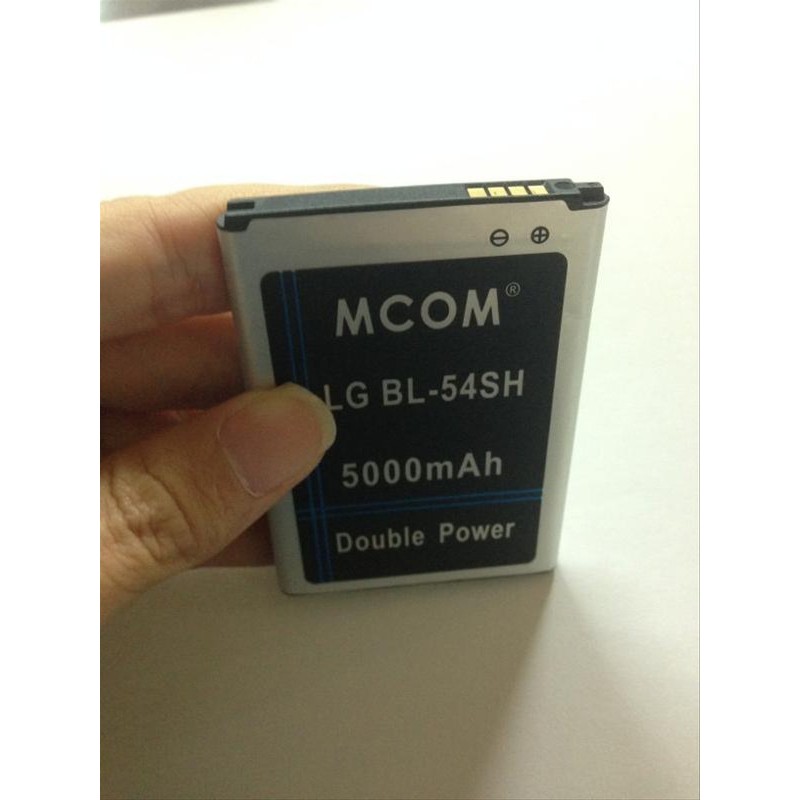 ⊖ ⊕
MCOM®
LG BL-54SH
5000mAh
Double Power